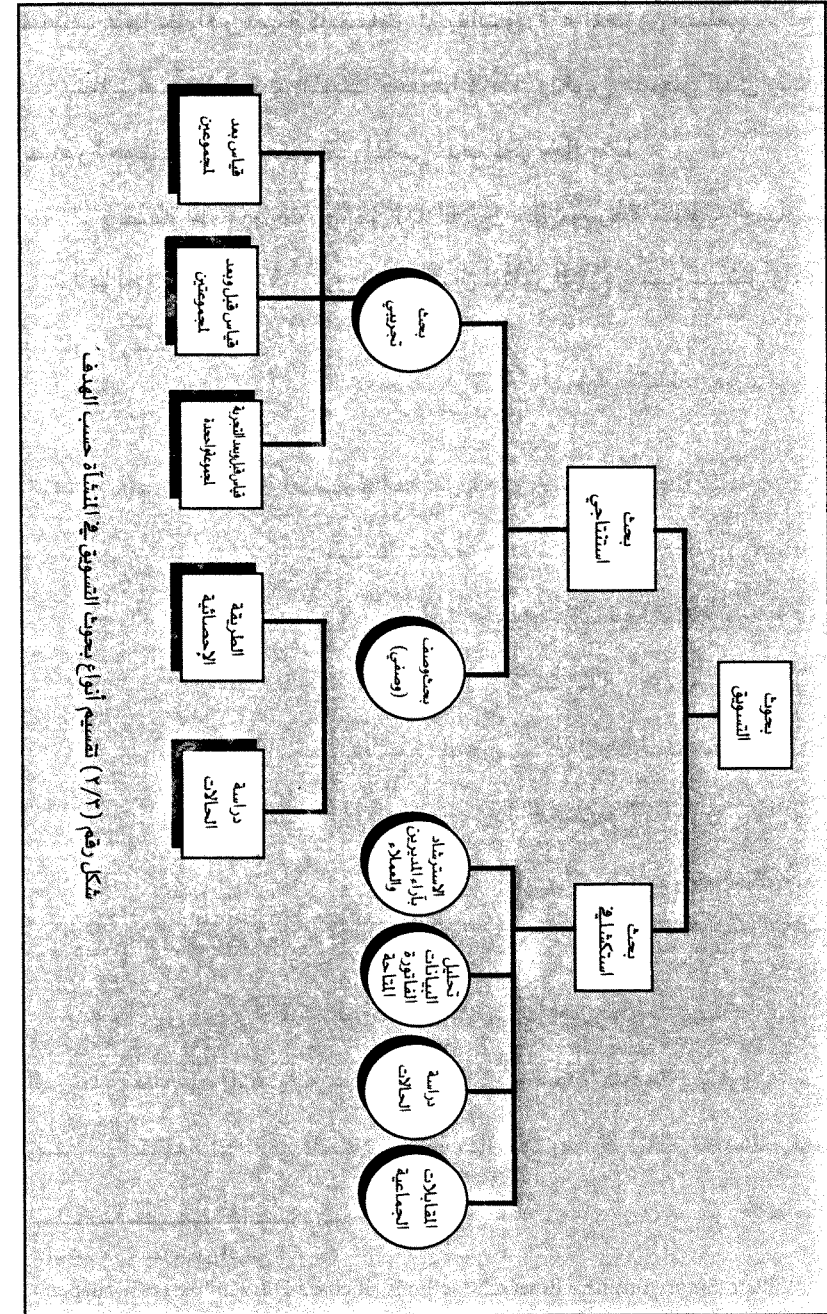 بحوث
التسويق
بحث
استكشافي
بحث
استنتاجي
المقابلات
الجماعية
دراسة
الحالات
تحليل
البيانات
الفاتورة
المتاحة
الاسترشاد
بآراء المديرين
والعملاء
بحث وصف
(وصفي)
بحث
تجريبي
دراسة
الحالات
الطريقة
الإحصائية
قياس قبل وبعد التجربة
لمجموعة واحدة
قياس قبل وبعد
لمجموعتين
قياس بعد
لمجموعين
شكل رقم (٢/٣) تقسيم أنواع بحوث التسويق في المنشأة حسب الهدف